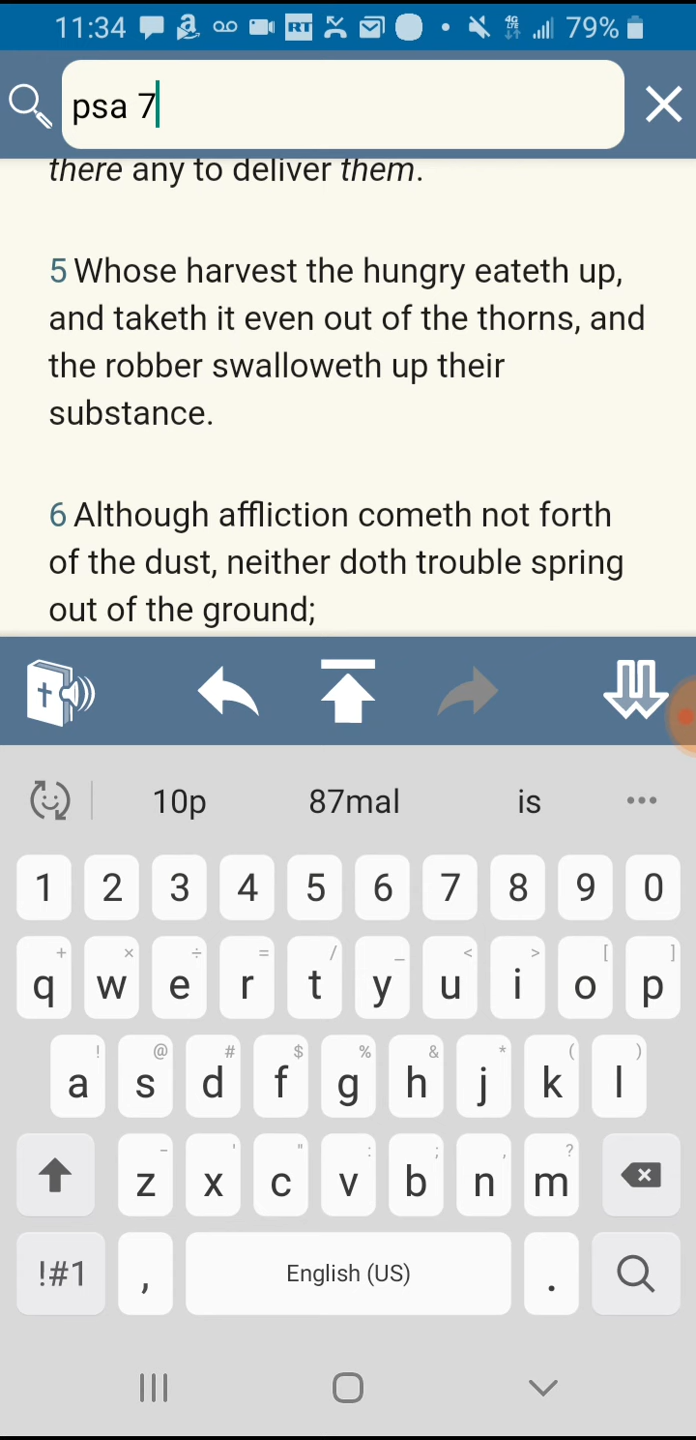 11:34 RT 4G LTE 79%
psa 7
there any to deliver them.
5 Whose harvest the hungry eateth up,
and taketh it even out of the thorns, and
the robber swalloweth up their
substance.
6 Although affliction cometh not forth
of the dust, neither doth trouble spring
out of the ground;
10p 87mal is ...
1 2 3 4 5 6 7 8 9 0
+ × ÷ = / _ < > [ ]
q w e r t y u i o p
! @ # $ % & * ( )
a s d f g h j k l
- ' " : ; , ?
z x c v b n m
!#1 , English (US) .